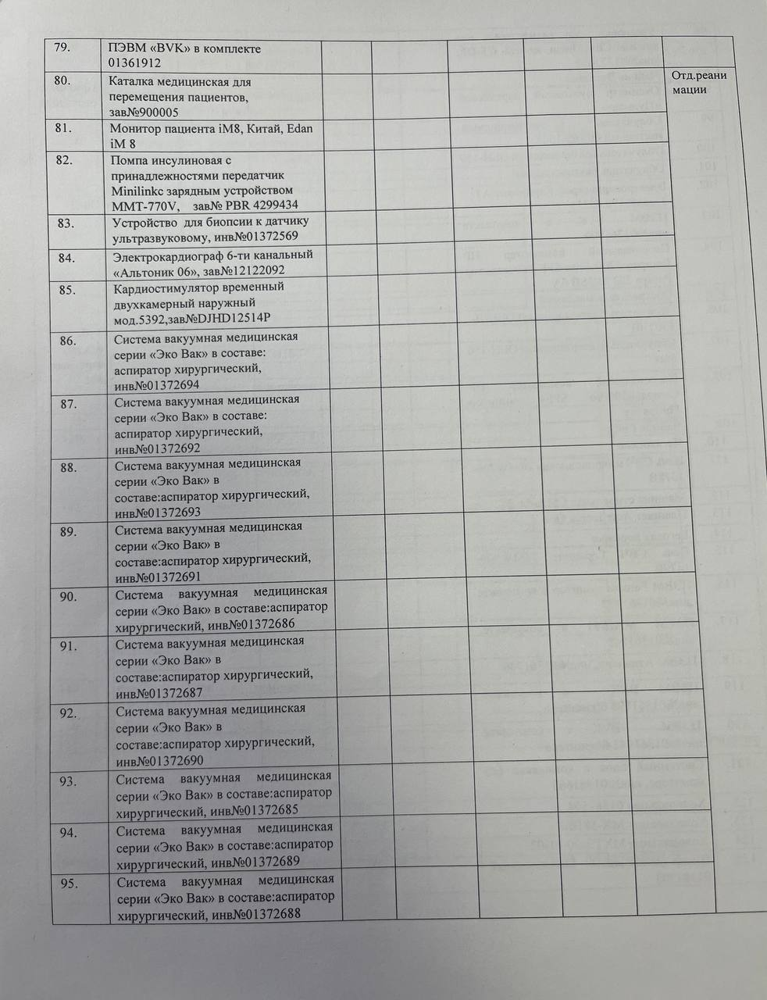 79.
ПЭВМ «BVK» в комплекте
01361912
80.
Каталка медицинская для
перемещения пациентов,
зав№900005
Отд.реани
мации
81.
Монитор пациента iM8, Китай, Edan
iM 8
82.
Помпа инсулиновая с
принадлежностями передатчик
Minilinkс зарядным устройством
MMT-770V, зав№ PBR 4299434
83.
Устройство для биопсии к датчику
ультразвуковому, инв№01372569
84.
Электрокардиограф 6-ти канальный
«Альтоник 06», зав№12122092
85.
Кардиостимулятор временный
двухкамерный наружный
мод.5392,зав№DJHD12514P
86.
Система вакуумная медицинская
серии «Эко Вак» в составе:
аспиратор хирургический,
инв№01372694
87.
Система вакуумная медицинская
серии «Эко Вак» в составе:
аспиратор хирургический,
инв№01372692
88.
Система вакуумная медицинская
серии «Эко Вак» в
составе:аспиратор хирургический,
инв№01372693
89.
Система вакуумная медицинская
серии «Эко Вак» в
составе:аспиратор хирургический,
инв№01372691
90.
Система вакуумная медицинская
серии «Эко Вак» в составе:аспиратор
хирургический, инв№01372686
91.
Система вакуумная медицинская
серии «Эко Вак» в
составе:аспиратор хирургический,
инв№01372687
92.
Система вакуумная медицинская
серии «Эко Вак» в
составе:аспиратор хирургический,
инв№01372690
93.
Система вакуумная медицинская
серии «Эко Вак» в составе:аспиратор
хирургический, инв№01372685
94.
Система вакуумная медицинская
серии «Эко Вак» в составе:аспиратор
хирургический, инв№01372689
95.
Система вакуумная медицинская
серии «Эко Вак» в составе:аспиратор
хирургический, инв№01372688